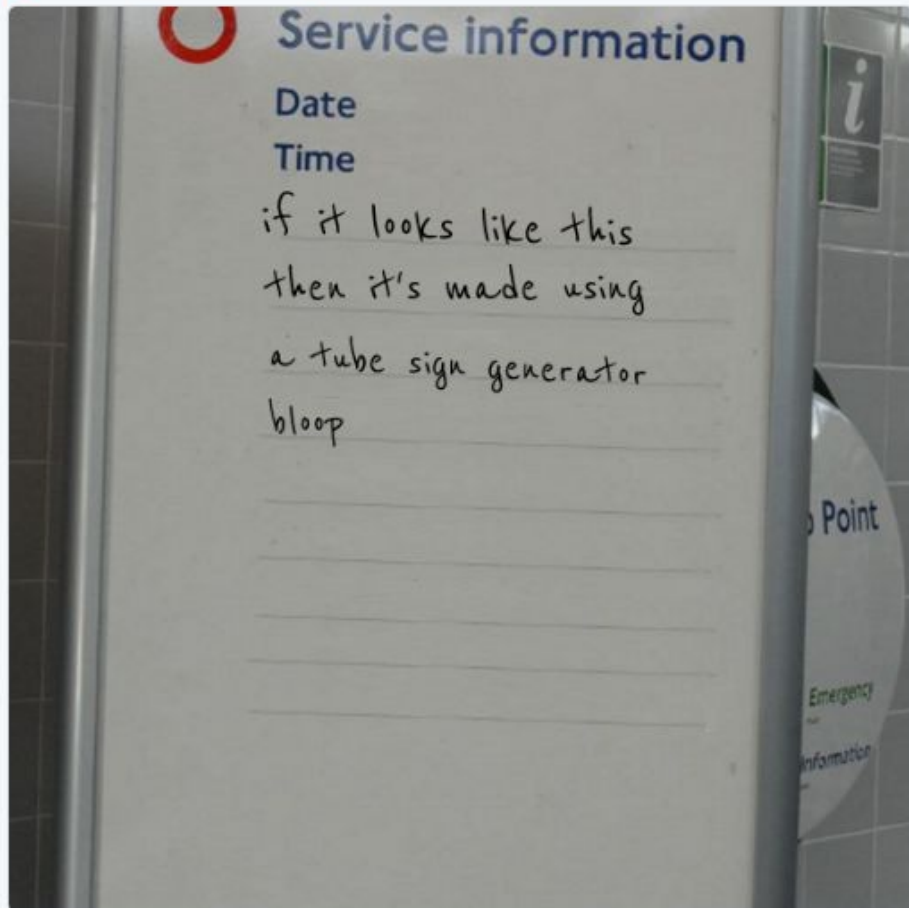 Service information
Date
Time
if it looks like this
then it's made using
a tube sign generator
bloop
Point
Emergency
Information